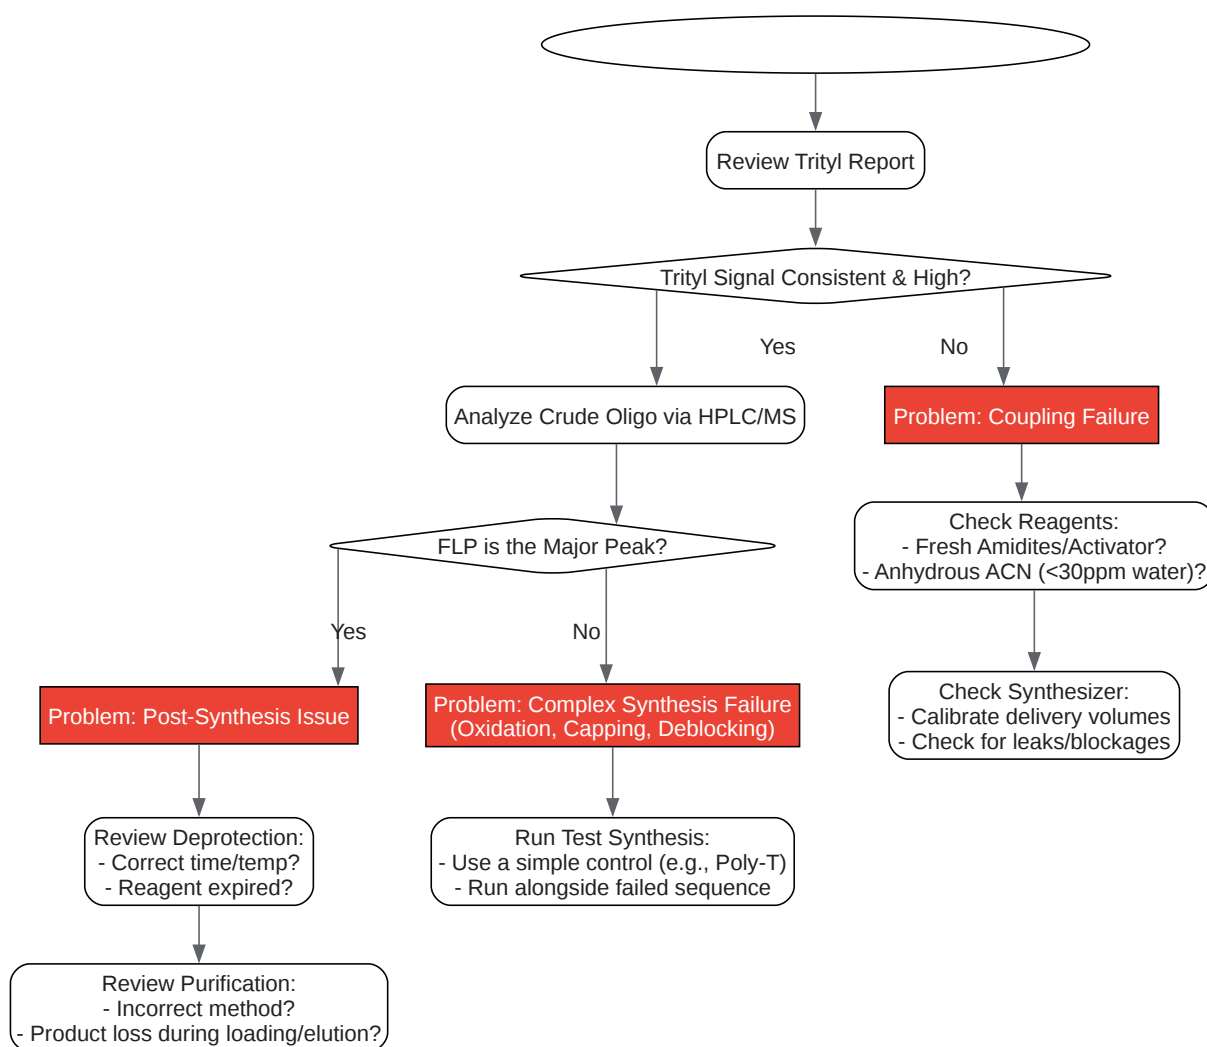 Review Trityl Report
Trityl Signal Consistent & High?
Yes
No
Analyze Crude Oligo via HPLC/MS
Problem: Coupling Failure
Check Reagents:
- Fresh Amidites/Activator?
- Anhydrous ACN (<30ppm water)?
FLP is the Major Peak?
Yes
No
Problem: Post-Synthesis Issue
Problem: Complex Synthesis Failure
(Oxidation, Capping, Deblocking)
Check Synthesizer:
- Calibrate delivery volumes
- Check for leaks/blockages
Review Deprotection:
- Correct time/temp?
- Reagent expired?
Run Test Synthesis:
- Use a simple control (e.g., Poly-T)
- Run alongside failed sequence
Review Purification:
- Incorrect method?
- Product loss during loading/elution?